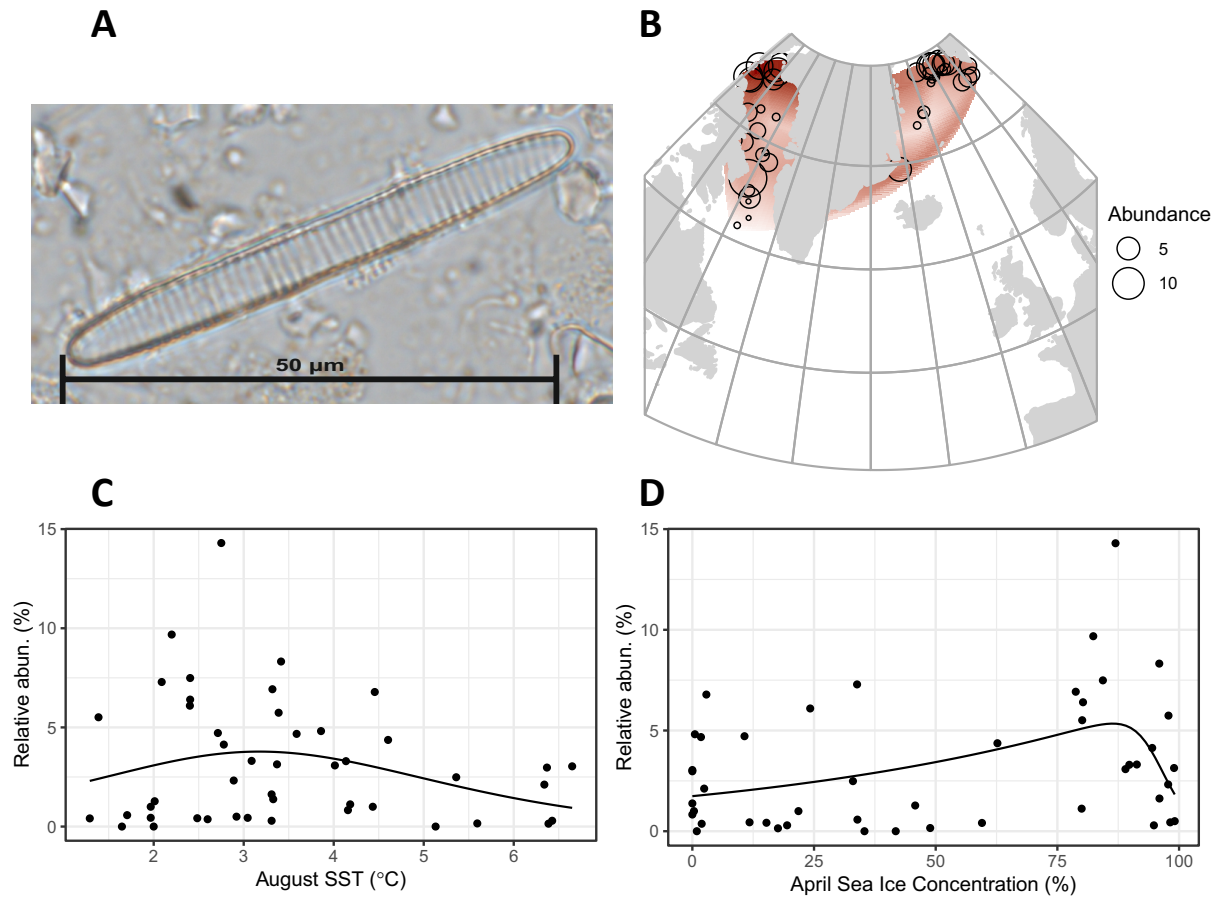 A
B
50 µm
Abundance
5
10
C
D
15
10
5
0
Relative abun. (%)
2
3
4
5
6
August SST (°C)
15
10
5
0
Relative abun. (%)
0
25
50
75
100
April Sea Ice Concentration (%)